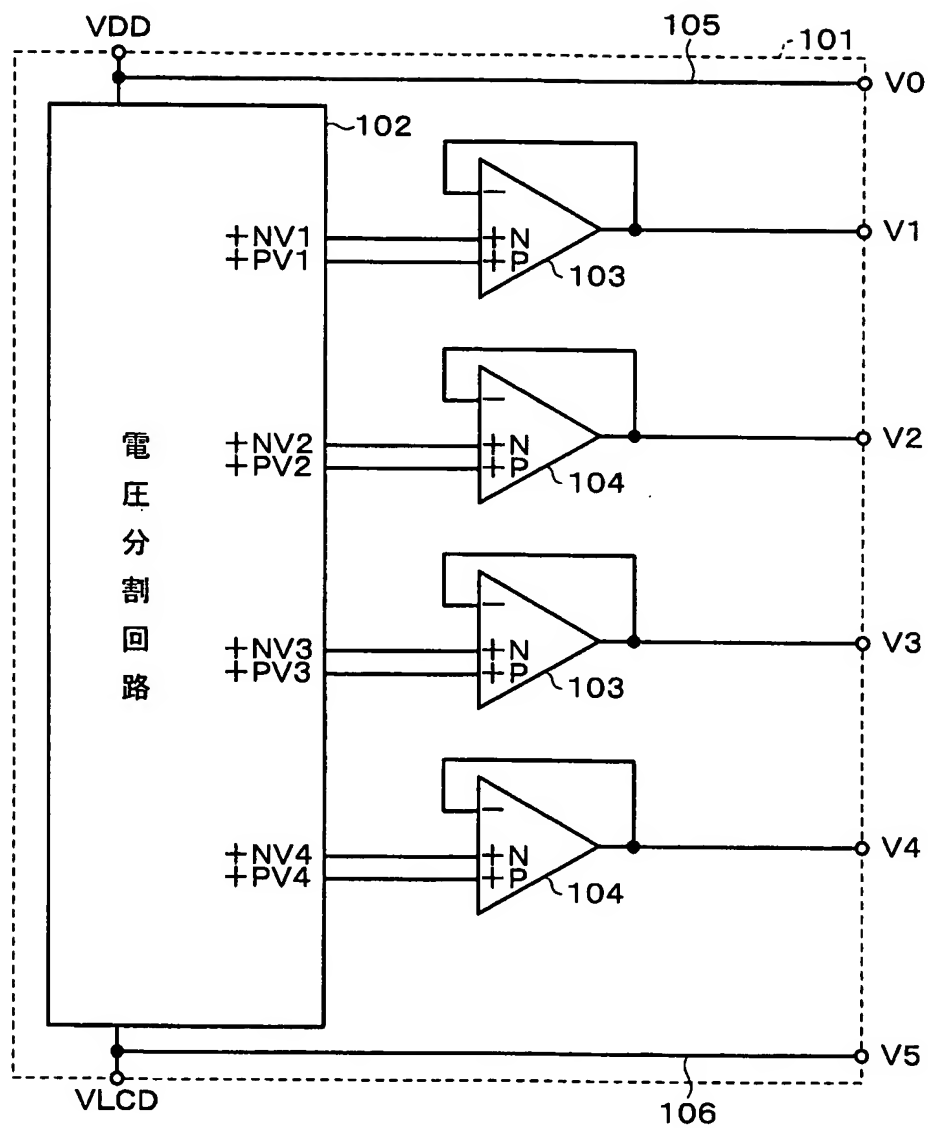 VDD
105
101
V0
102
+NV1
+PV1
−
+N
+P
103
V1
+NV2
+PV2
−
+N
+P
104
V2
電圧分割回路
+NV3
+PV3
−
+N
+P
103
V3
+NV4
+PV4
−
+N
+P
104
V4
V5
VLCD
106